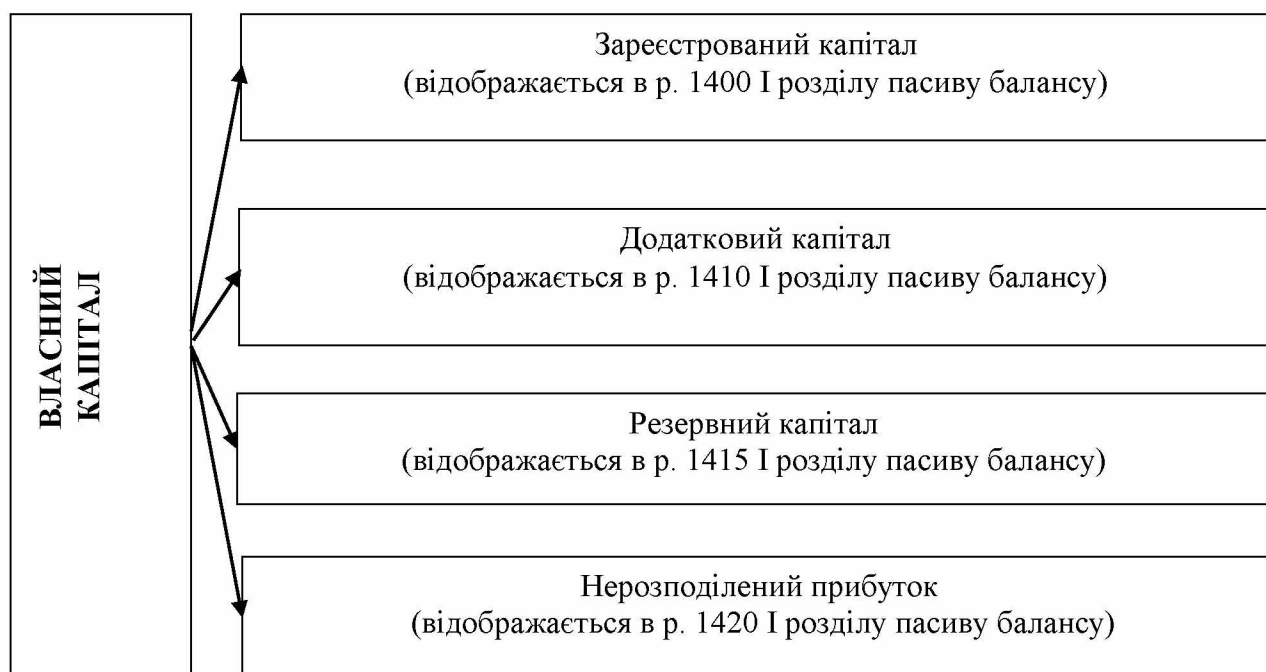 ВЛАСНИЙ
КАПІТАЛ
Зареєстрований капітал
(відображається в р. 1400 І розділу пасиву балансу)
Додатковий капітал
(відображається в р. 1410 І розділу пасиву балансу)
Резервний капітал
(відображається в р. 1415 І розділу пасиву балансу)
Нерозподілений прибуток
(відображається в р. 1420 І розділу пасиву балансу)